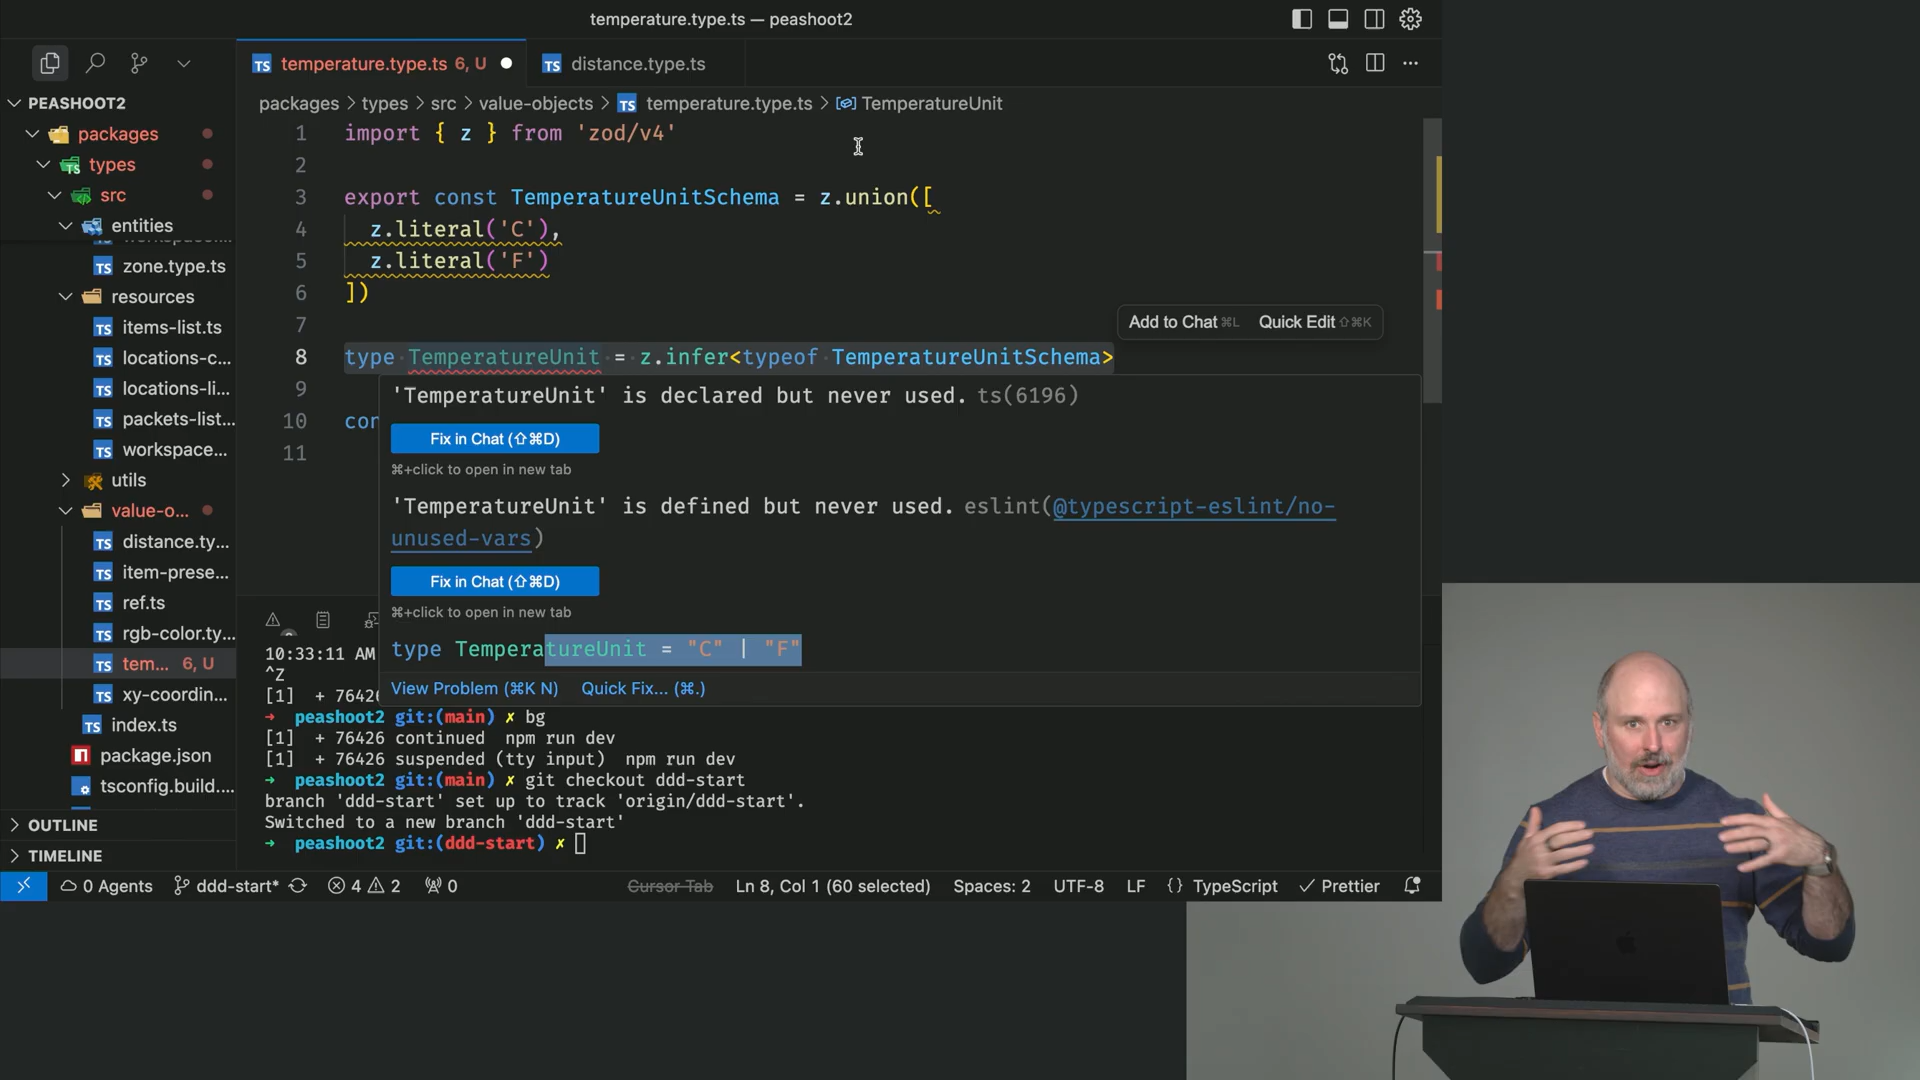 temperature.type.ts — peashoot2
temperature.type.ts 6, U
distance.type.ts
PEASHOOT2
packages > types > src > value-objects > TS temperature.type.ts > TemperatureUnit
packages
types
src
entities
zone.type.ts
resources
items-list.ts
locations-c...
locations-li...
packets-list...
workspace...
utils
value-o...
distance.ty...
item-prese...
ref.ts
rgb-color.ty...
tem... 6, U
xy-coordin...
index.ts
package.json
tsconfig.build....
OUTLINE
TIMELINE
1 import { z } from 'zod/v4'
2
3 export const TemperatureUnitSchema = z.union([
4 z.literal('C'),
5 z.literal('F')
6 ])
7
Add to Chat ⌘L Quick Edit ⇧⌘K
8 type TemperatureUnit = z.infer<typeof TemperatureUnitSchema>
9
10 con
11
'TemperatureUnit' is declared but never used. ts(6196)
Fix in Chat (⇧⌘D)
⌘+click to open in new tab
'TemperatureUnit' is defined but never used. eslint(@typescript-eslint/no-
unused-vars)
Fix in Chat (⇧⌘D)
⌘+click to open in new tab
type TemperatureUnit = "C" | "F"
View Problem (⌘K N) Quick Fix... (⌘.)
10:33:11 AM
^Z
[1] + 76426
➜ peashoot2 git:(main) ✗ bg
[1] + 76426 continued npm run dev
[1] + 76426 suspended (tty input) npm run dev
➜ peashoot2 git:(main) ✗ git checkout ddd-start
branch 'ddd-start' set up to track 'origin/ddd-start'.
Switched to a new branch 'ddd-start'
➜ peashoot2 git:(ddd-start) ✗
0 Agents ddd-start* 4 2 0 Cursor Tab Ln 8, Col 1 (60 selected) Spaces: 2 UTF-8 LF {} TypeScript ✓ Prettier